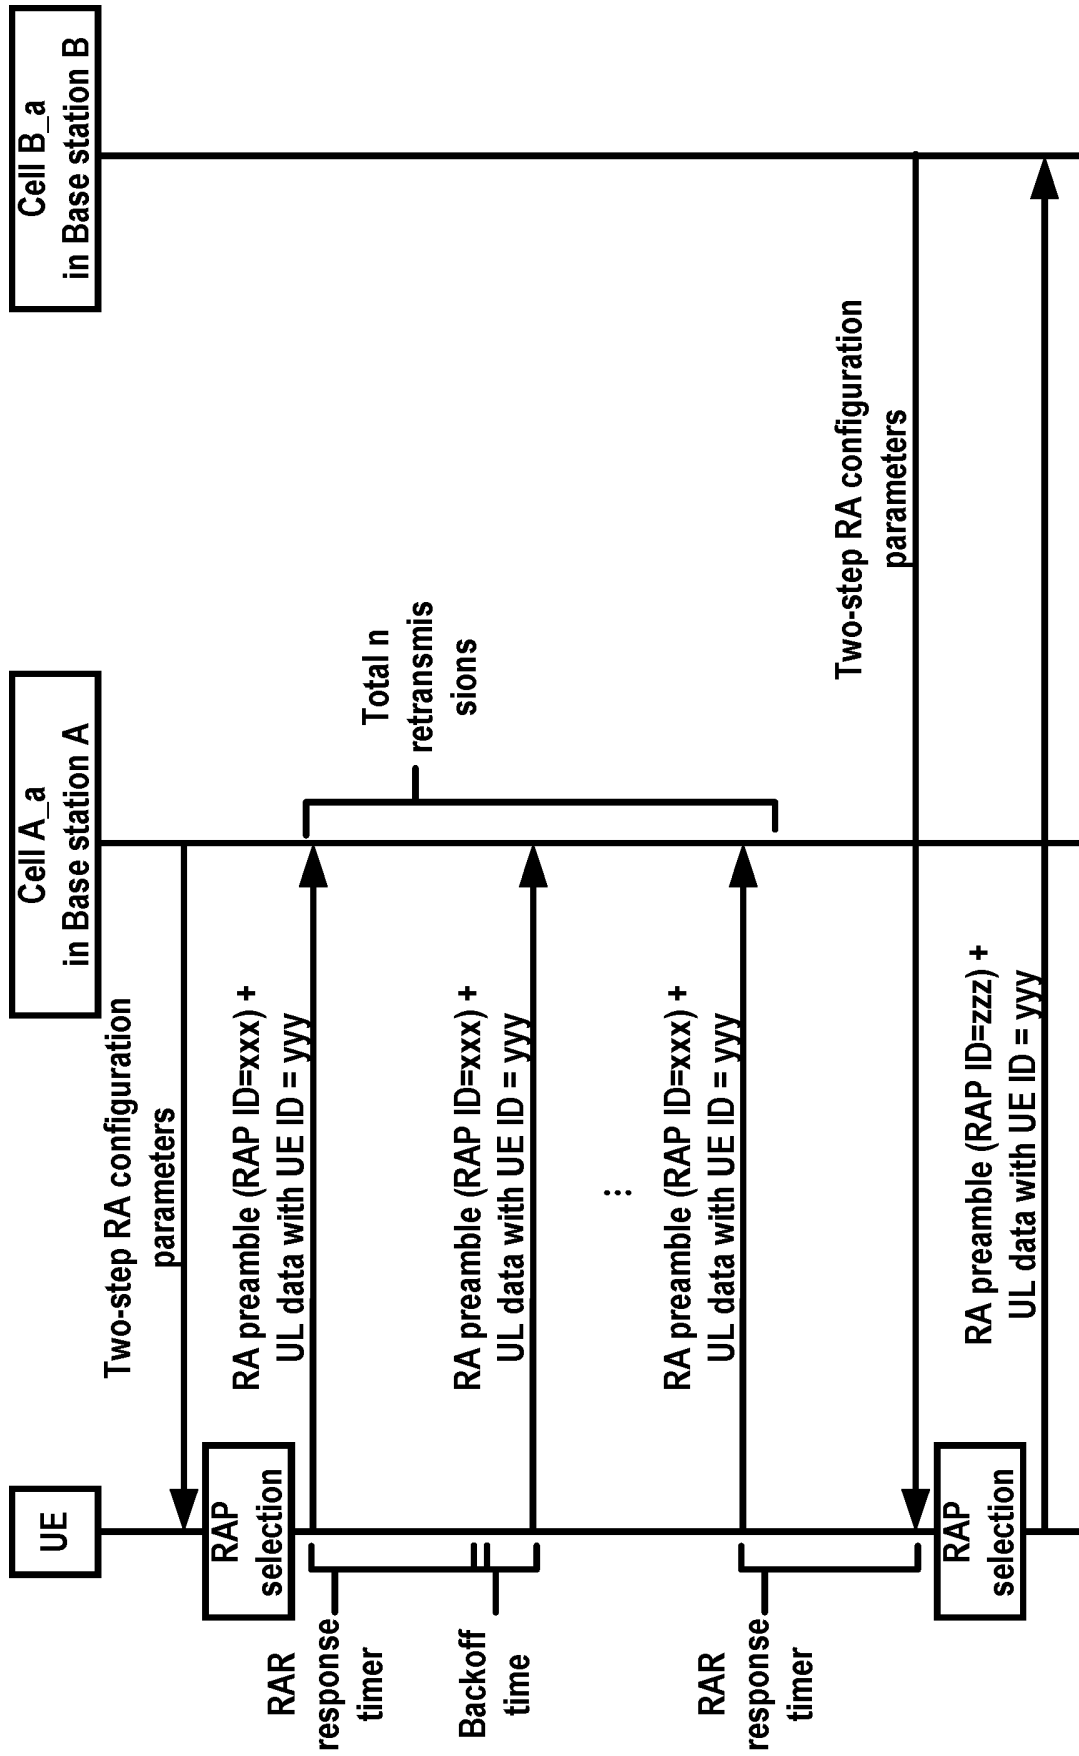 UE
Cell A_a
in Base station A
Cell B_a
in Base station B
Two-step RA configuration
parameters
RAP
selection
RA preamble (RAP ID=xxx) +
UL data with UE ID = yyy
RAR
response
timer
Total n
retransmis
sions
Backoff
time
RA preamble (RAP ID=xxx) +
UL data with UE ID = yyy
...
RA preamble (RAP ID=xxx) +
UL data with UE ID = yyy
RAR
response
timer
Two-step RA configuration
parameters
RAP
selection
RA preamble (RAP ID=zzz) +
UL data with UE ID = yyy